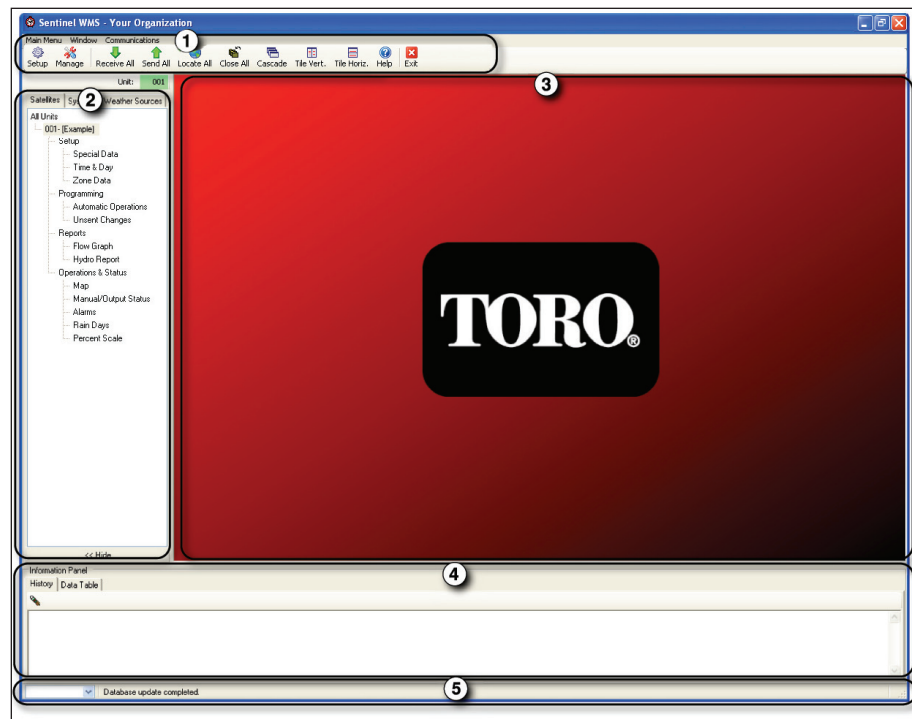 Sentinel WMS - Your Organization
Main Menu Window Communications
1
Setup Manage Receive All Send All Locate All Close All Cascade Tile Vert. Tile Horiz. Help Exit
Unit: 001
3
Satellites 2 Weather Sources
All Units
001- [Example]
Setup
Special Data
Time & Day
Zone Data
Programming
Automatic Operations
Unsent Changes
Reports
Flow Graph
Hydro Report
Operations & Status
Map
Manual/Output Status
Alarms
Rain Days
Percent Scale
TORO®
<< Hide
Information Panel
4
History Data Table
Database update completed.
5